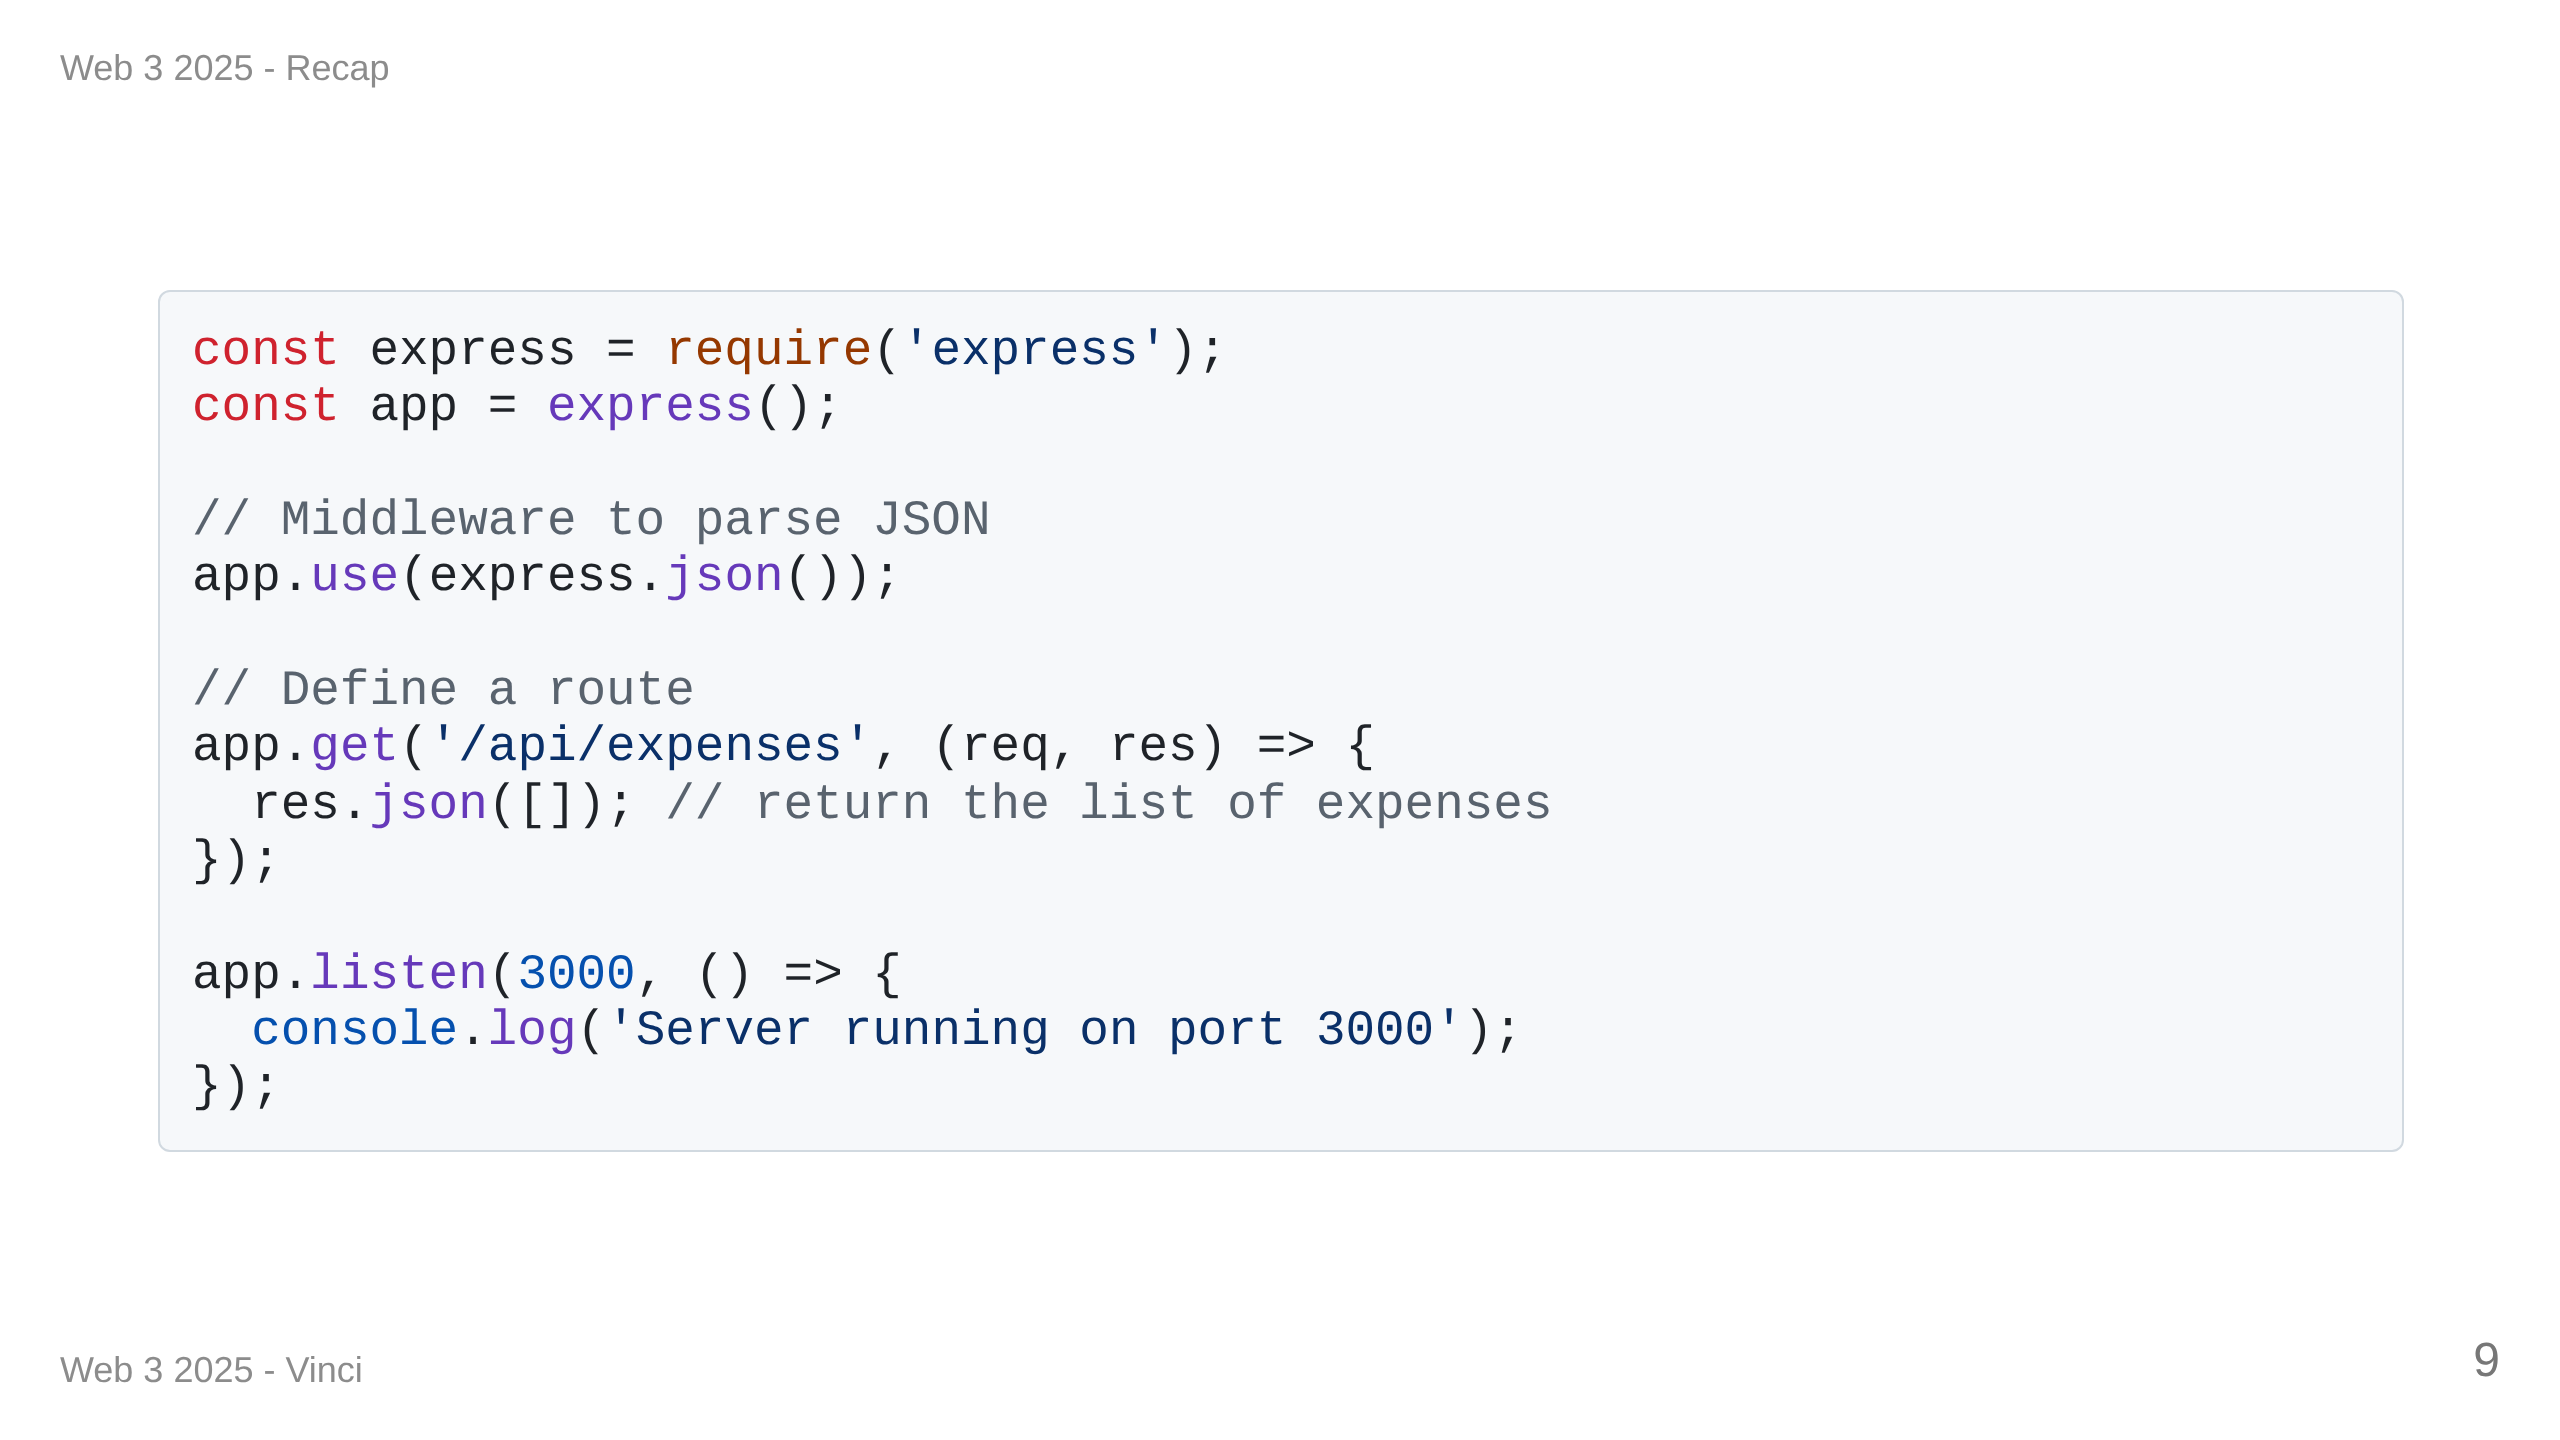 Web 3 2025 - Recap
const express = require('express');
const app = express();
// Middleware to parse JSON
app.use(express.json());
// Define a route
app.get('/api/expenses', (req, res) => {
  res.json([]); // return the list of expenses
});
app.listen(3000, () => {
  console.log('Server running on port 3000');
});
Web 3 2025 - Vinci
9